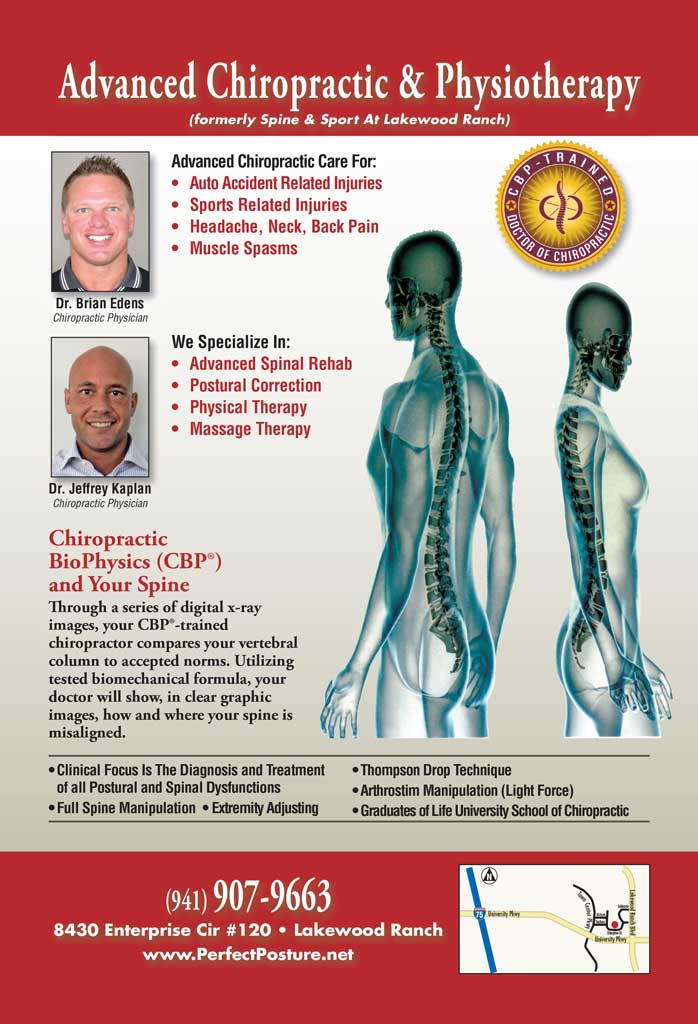 Advanced Chiropractic & Physiotherapy
(formerly Spine & Sport At Lakewood Ranch)
Advanced Chiropractic Care For:
• Auto Accident Related Injuries
• Sports Related Injuries
• Headache, Neck, Back Pain
• Muscle Spasms
CBP-TRAINED
DOCTOR OF CHIROPRACTIC
Dr. Brian Edens
Chiropractic Physician
We Specialize In:
• Advanced Spinal Rehab
• Postural Correction
• Physical Therapy
• Massage Therapy
Dr. Jeffrey Kaplan
Chiropractic Physician
Chiropractic
BioPhysics (CBP®)
and Your Spine
Through a series of digital x-ray
images, your CBP®-trained
chiropractor compares your vertebral
column to accepted norms. Utilizing
tested biomechanical formula, your
doctor will show, in clear graphic
images, how and where your spine is
misaligned.
• Clinical Focus Is The Diagnosis and Treatment
of all Postural and Spinal Dysfunctions
• Full Spine Manipulation • Extremity Adjusting
• Thompson Drop Technique
• Arthrostim Manipulation (Light Force)
• Graduates of Life University School of Chiropractic
(941) 907-9663
8430 Enterprise Cir #120 • Lakewood Ranch
www.PerfectPosture.net
N
75
University Pkwy
Town Center Pkwy
Lakewood Ranch Blvd
University Pkwy